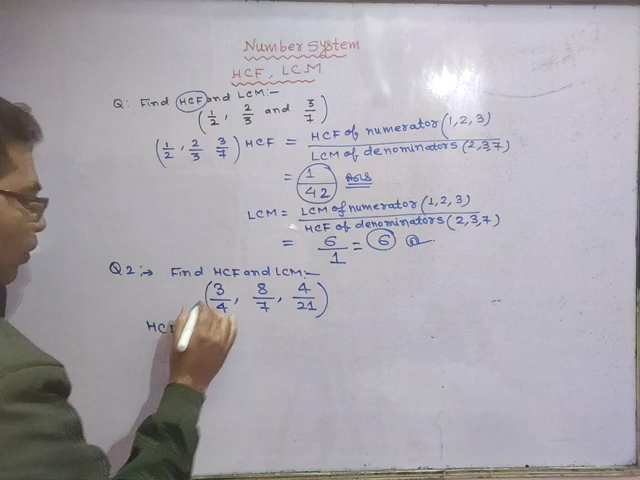 Number System
HCF, LCM
Q: Find HCF and LCM:-
(1/2, 2/3 and 3/7)
(1/2, 2/3 3/7) HCF = HCF of numerator (1,2,3) / LCM of denominators (2,3,7)
= 1/42 Ans
LCM = LCM of numerator (1,2,3) / HCF of denominators (2,3,7)
= 6/1 = 6
Q2:→ Find HCF and LCM:-
(3/4, 8/7, 4/21)
HCF